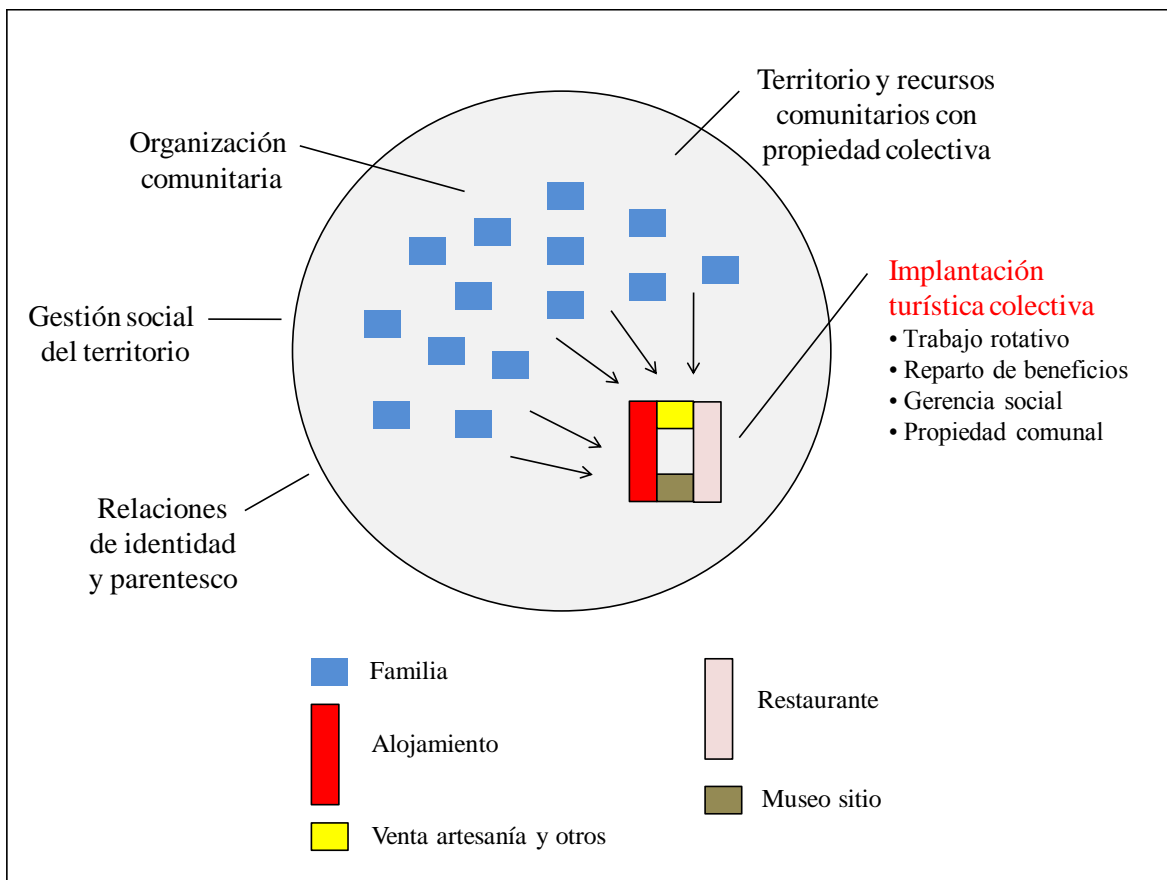 Territorio y recursos
comunitarios con
propiedad colectiva
Organización
comunitaria
Implantación
turística colectiva
• Trabajo rotativo
• Reparto de beneficios
• Gerencia social
• Propiedad comunal
Gestión social
del territorio
Relaciones
de identidad
y parentesco
Familia
Alojamiento
Venta artesanía y otros
Restaurante
Museo sitio